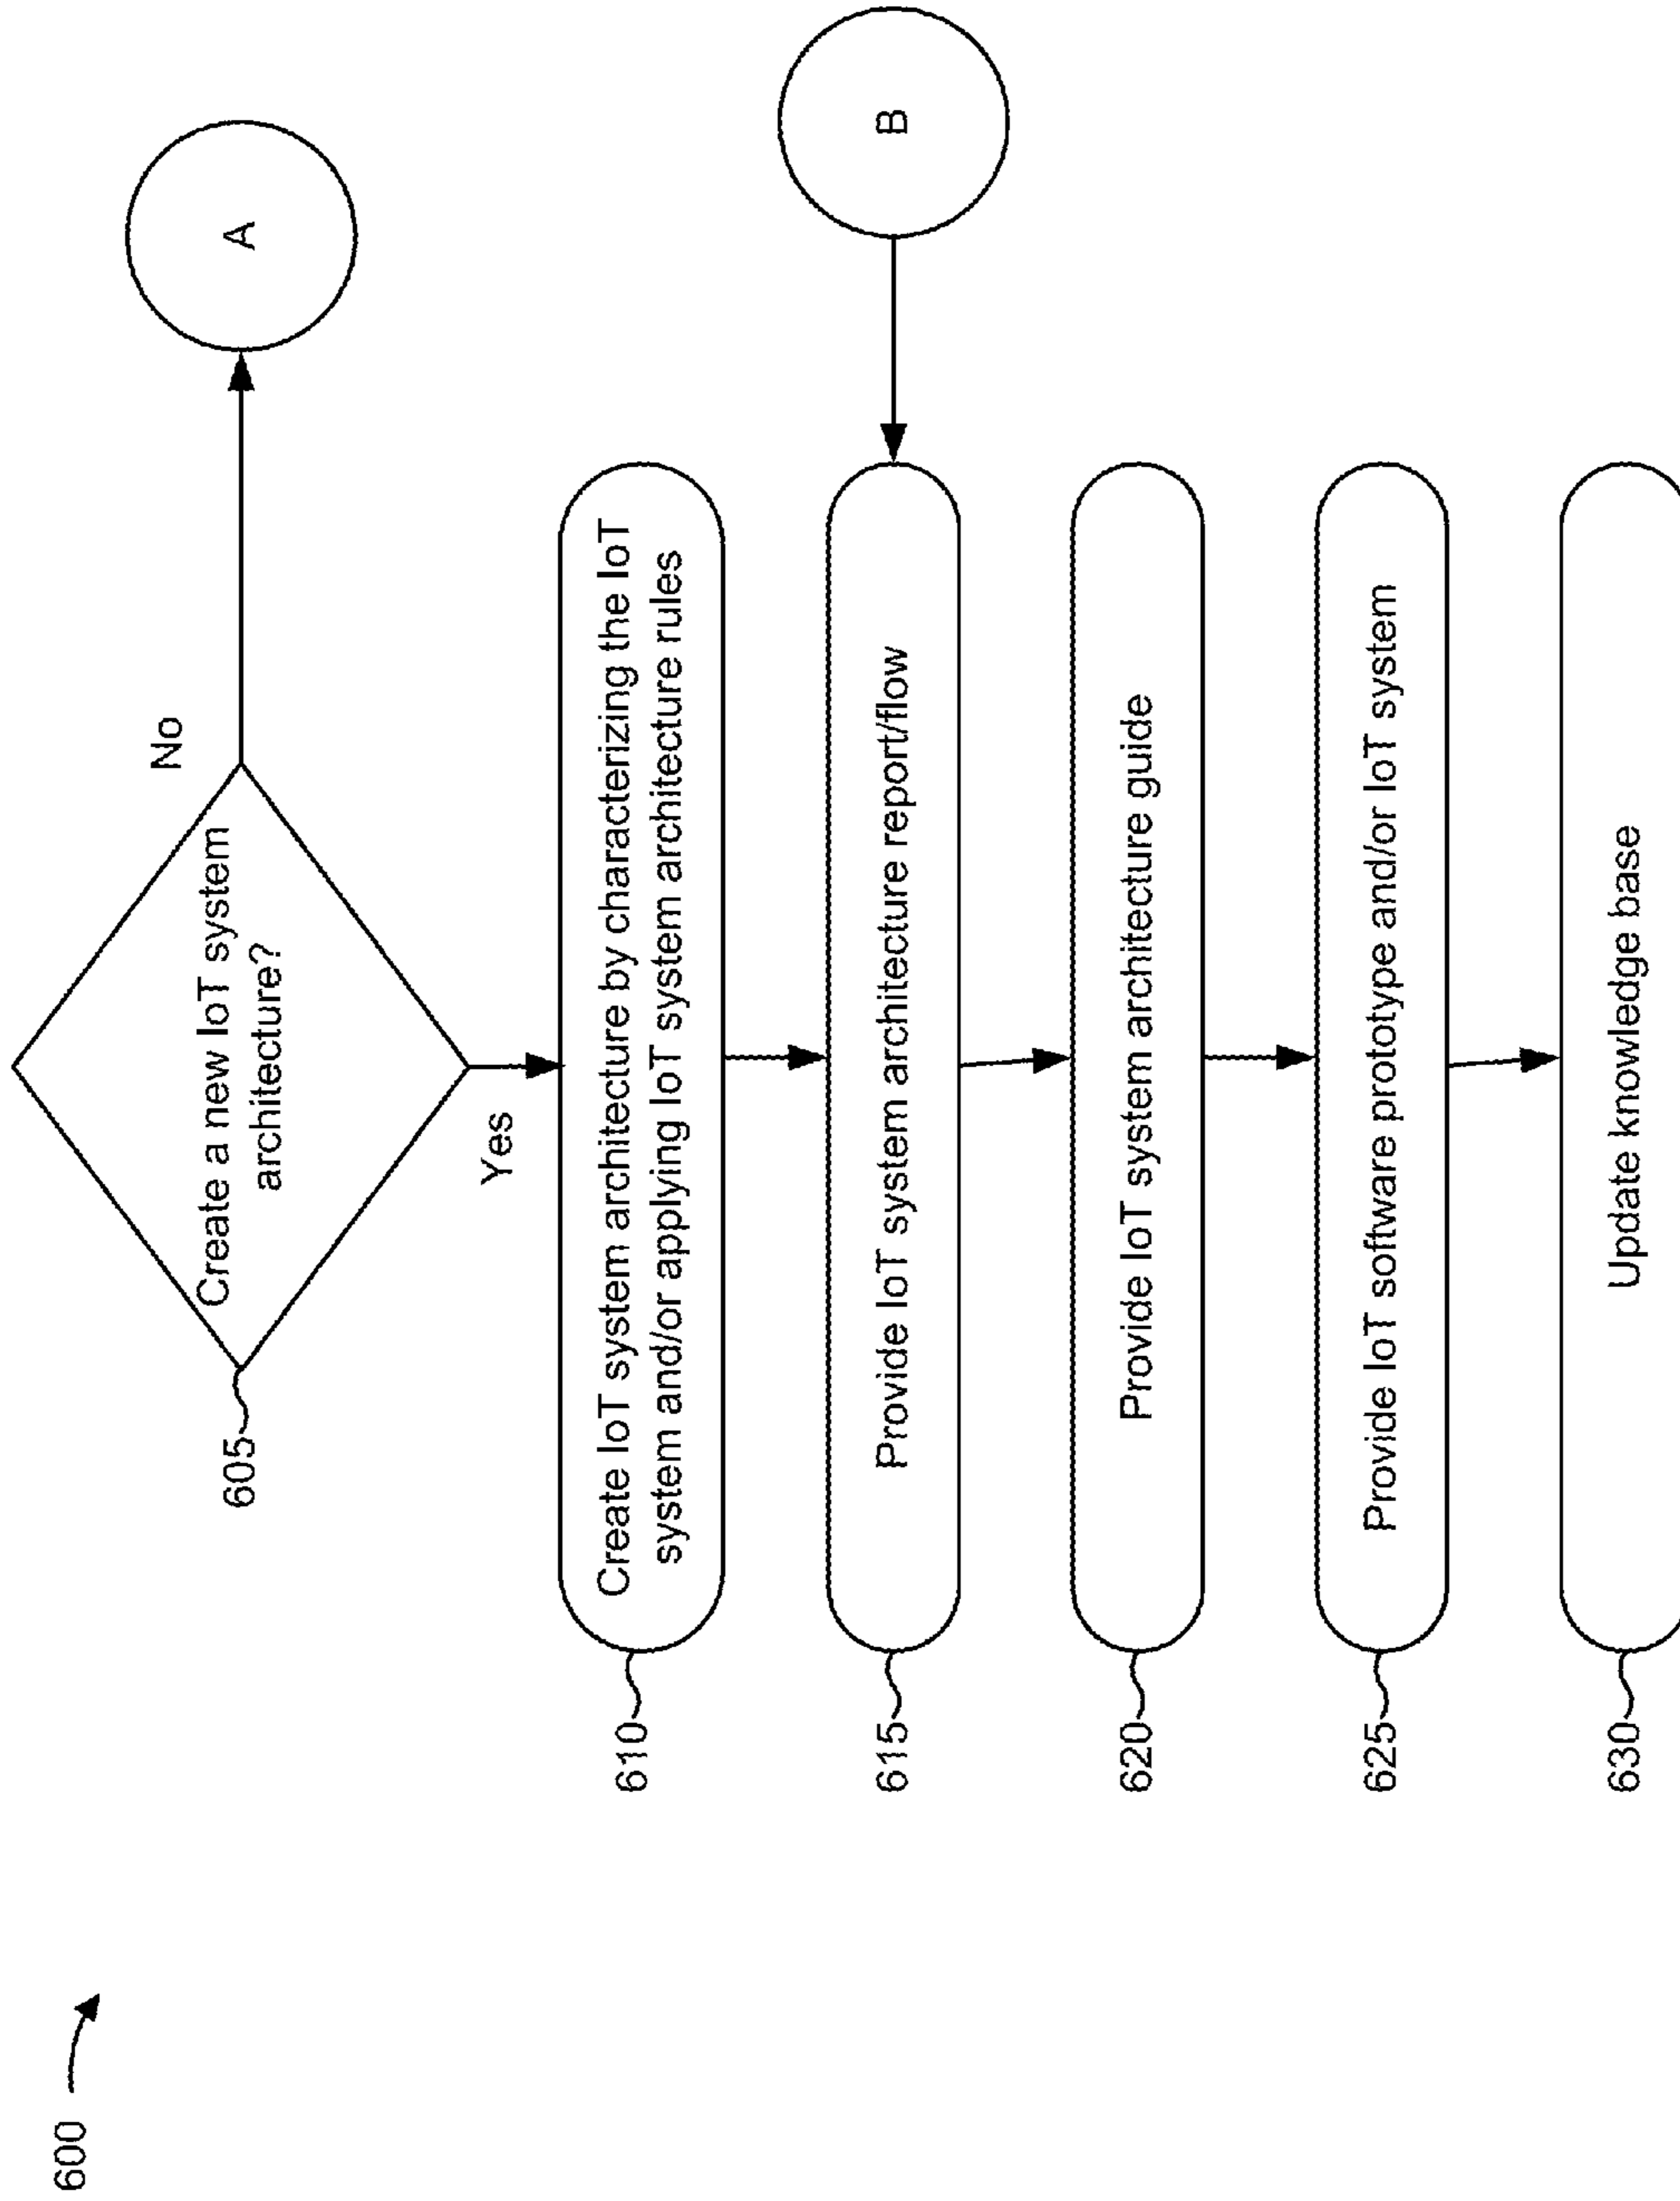 600
605
Create a new IoT system
architecture?
No
A
Yes
610
Create IoT system architecture by characterizing the IoT
system and/or applying IoT system architecture rules
615
Provide IoT system architecture report/flow
B
620
Provide IoT system architecture guide
625
Provide IoT software prototype and/or IoT system
630
Update knowledge base